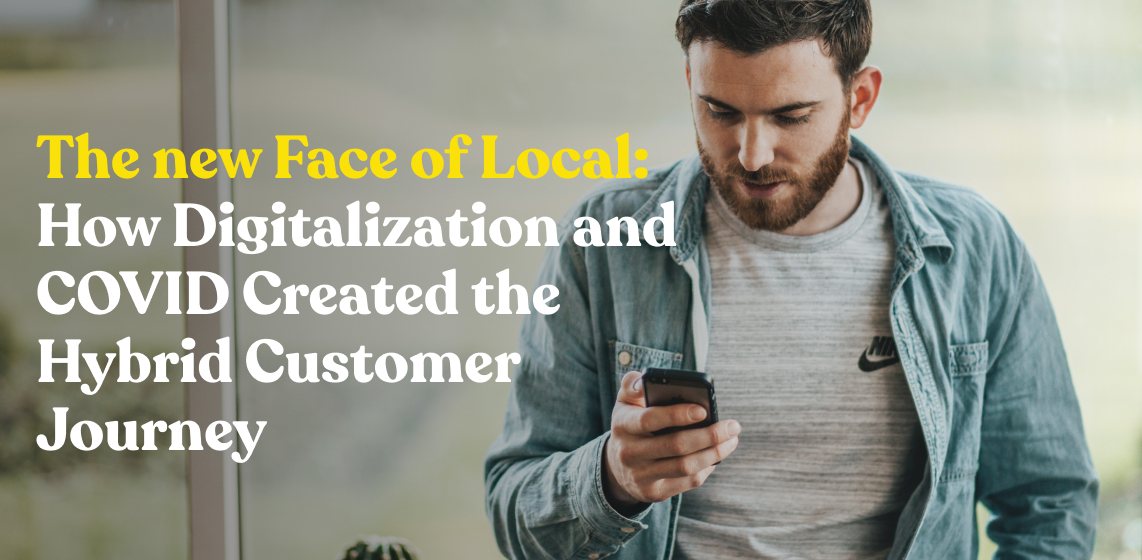 The new Face of Local:
How Digitalization and
COVID Created the
Hybrid Customer
Journey
NIKE